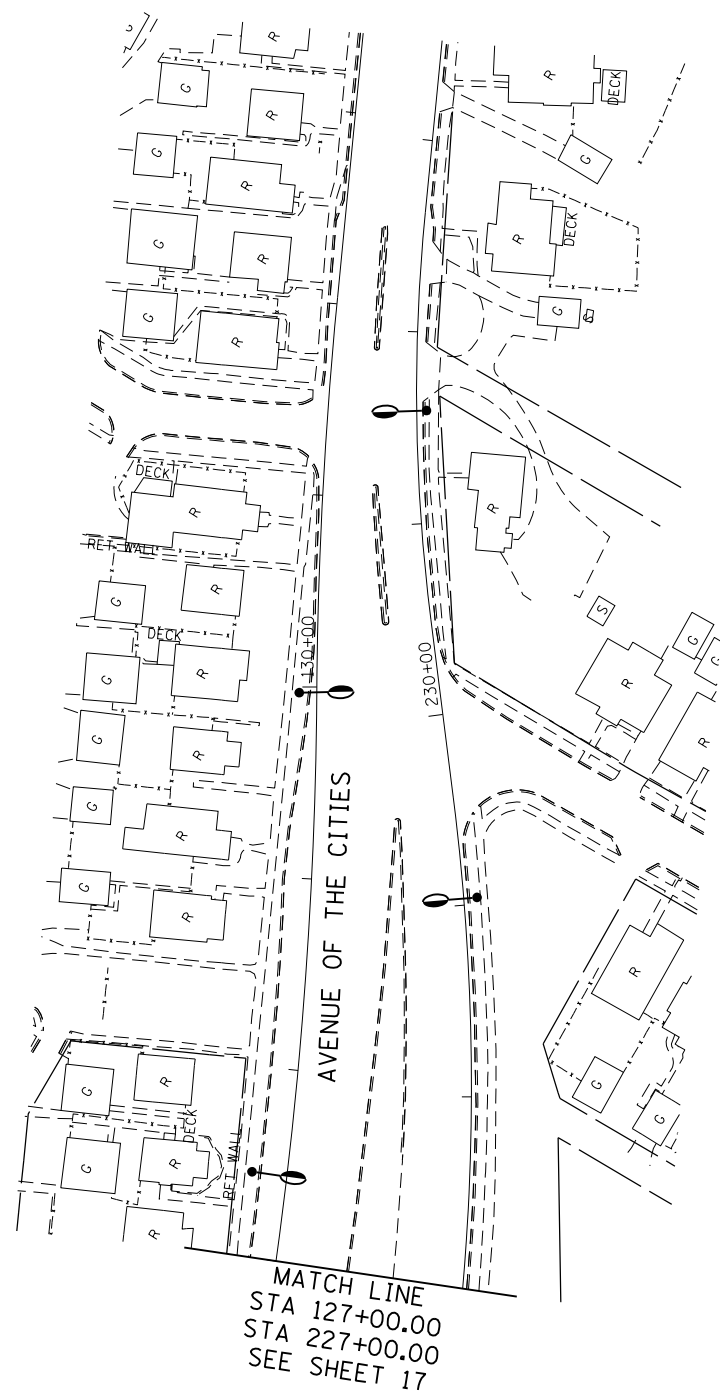 R
R
DECK
G
R
G
G
R
G
R
DECK
R
G
G
R
DECK
R
R
RET WALL
G
R
S
G
DECK
130+00
230+00
G
R
R
G
R
R
G
R
AVENUE OF THE CITIES
G
R
R
G
R
G
G
DECK
G
R
RET WALL
R
MATCH LINE
STA 127+00.00
STA 227+00.00
SEE SHEET 17